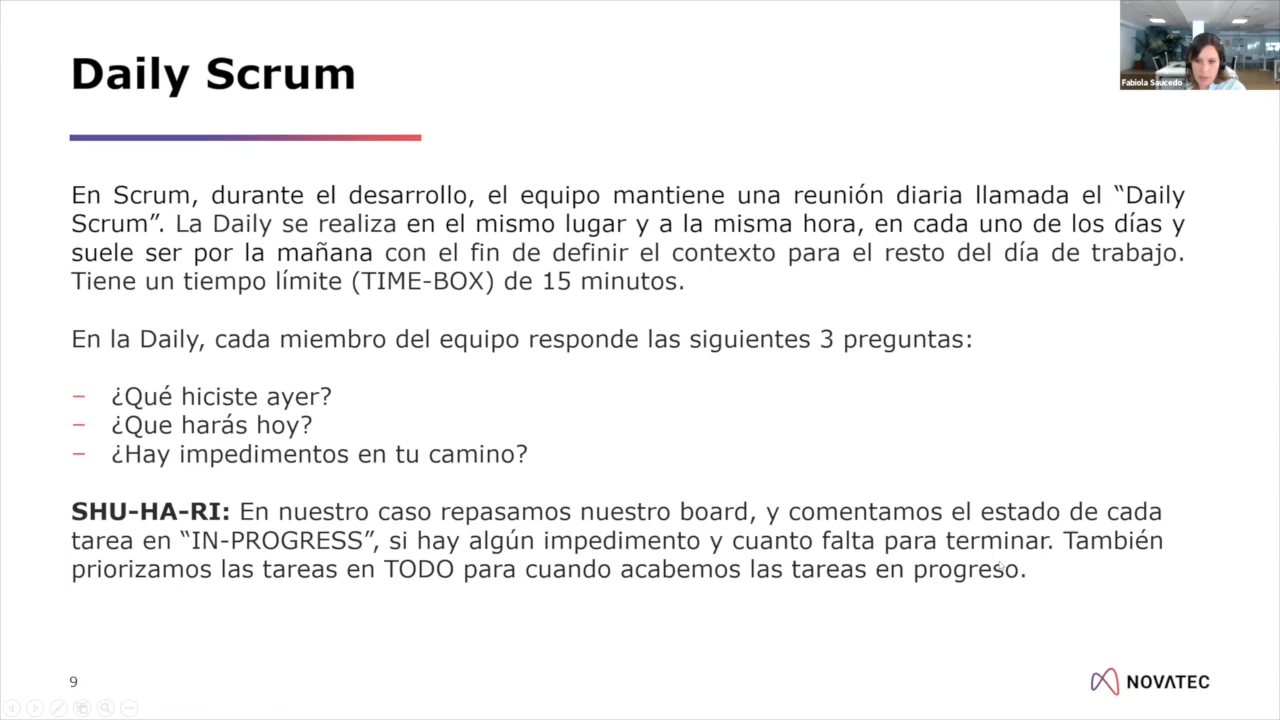 Daily Scrum
Fabiola Saucedo
En Scrum, durante el desarrollo, el equipo mantiene una reunión diaria llamada el “Daily
Scrum”. La Daily se realiza en el mismo lugar y a la misma hora, en cada uno de los días y
suele ser por la mañana con el fin de definir el contexto para el resto del día de trabajo.
Tiene un tiempo límite (TIME-BOX) de 15 minutos.
En la Daily, cada miembro del equipo responde las siguientes 3 preguntas:
– ¿Qué hiciste ayer?
– ¿Que harás hoy?
– ¿Hay impedimentos en tu camino?
SHU-HA-RI: En nuestro caso repasamos nuestro board, y comentamos el estado de cada
tarea en “IN-PROGRESS”, si hay algún impedimento y cuanto falta para terminar. También
priorizamos las tareas en TODO para cuando acabemos las tareas en progreso.
9
NOVATEC